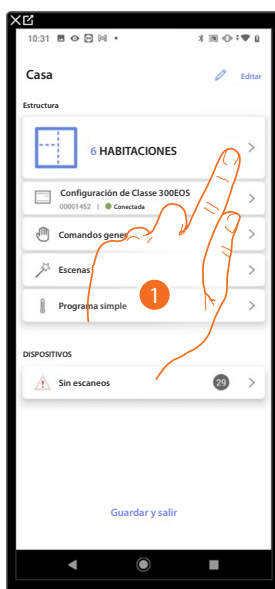 10:31
Casa
Editar
Estructura
6 HABITACIONES
Configuración de Classe 300EOS
00001452 | Conectada
Comandos gener
Escenas
1
Programa simple
DISPOSITIVOS
Sin escaneos
29
Guardar y salir